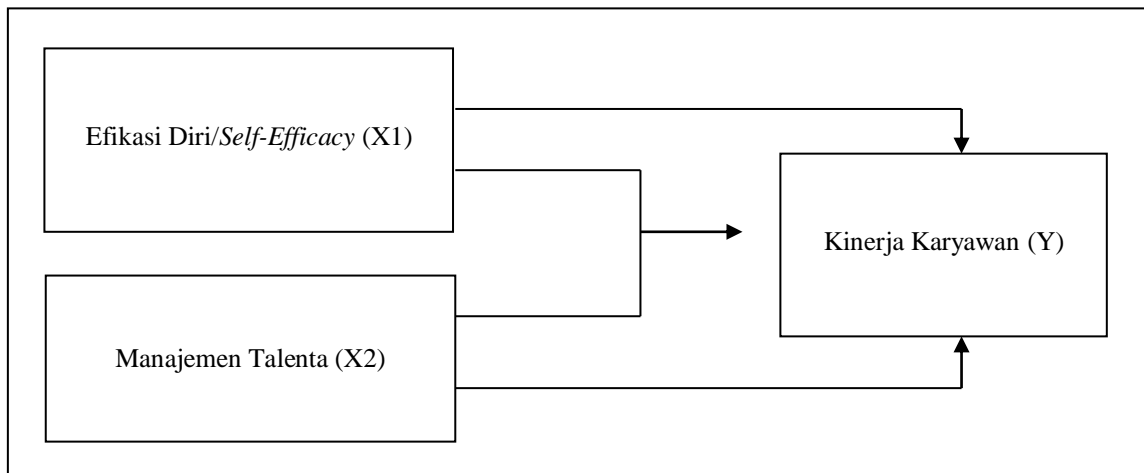 Efikasi Diri/Self-Efficacy (X1)
Kinerja Karyawan (Y)
Manajemen Talenta (X2)